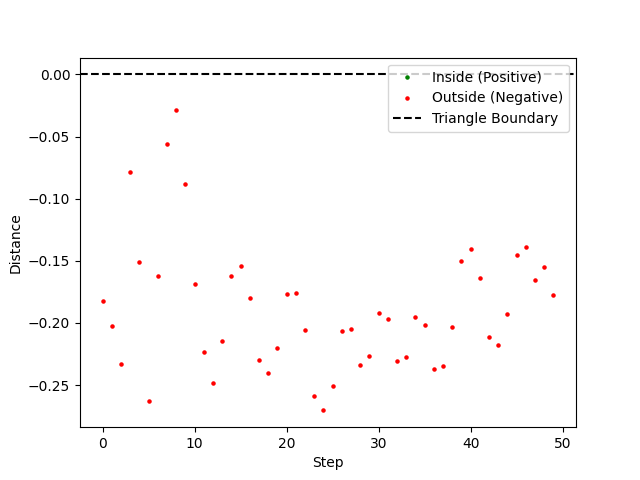 Inside (Positive)
Outside (Negative)
Triangle Boundary
0.00
−0.05
−0.10
−0.15
−0.20
−0.25
Distance
0 10 20 30 40 50
Step